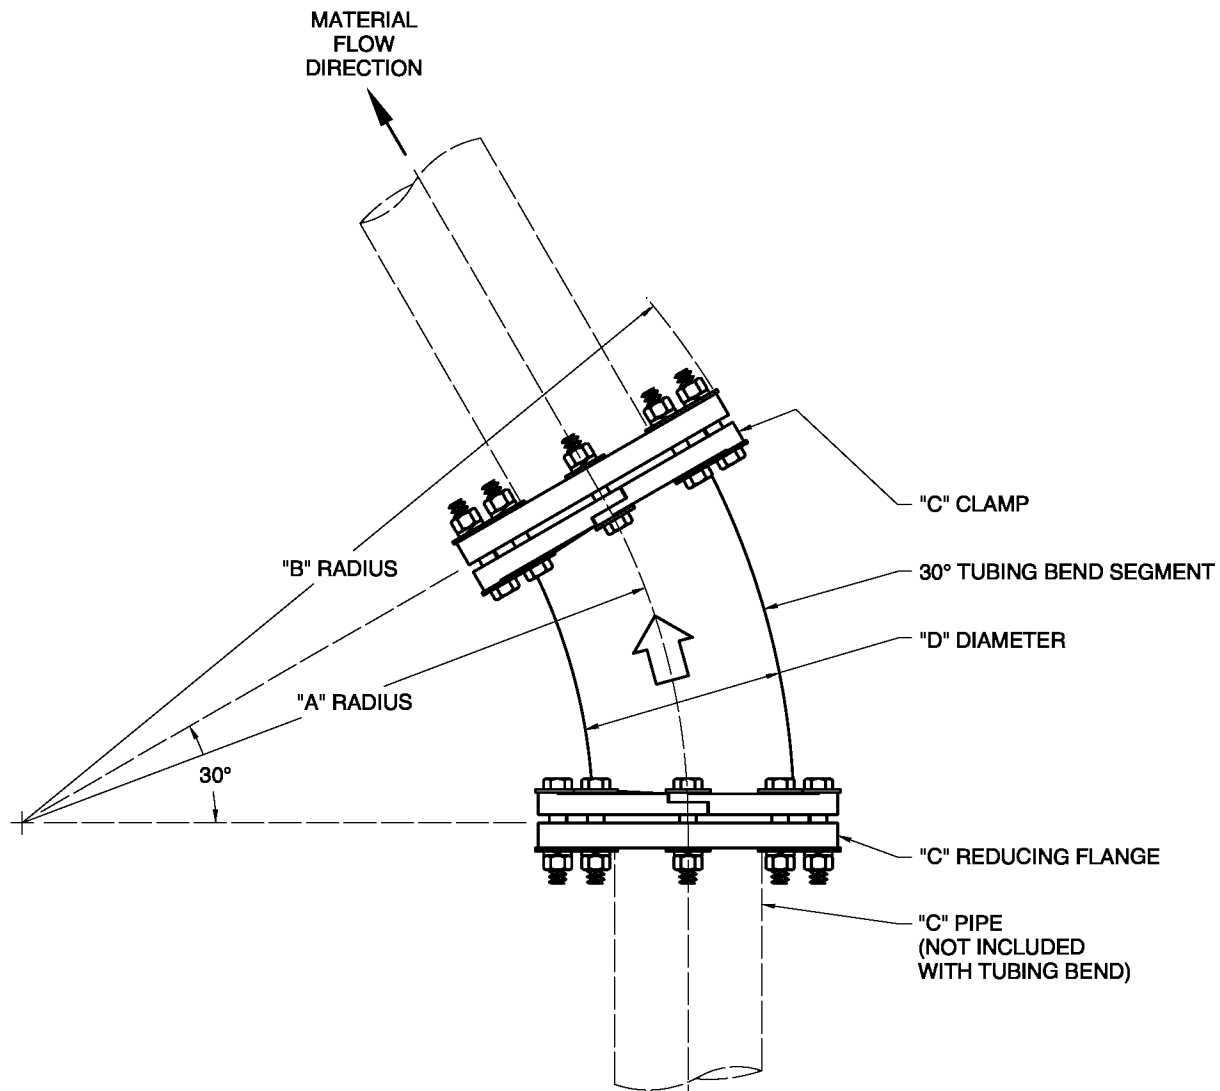 MATERIAL
FLOW
DIRECTION
"C" CLAMP
"B" RADIUS
30° TUBING BEND SEGMENT
"D" DIAMETER
"A" RADIUS
30°
"C" REDUCING FLANGE
"C" PIPE
(NOT INCLUDED
WITH TUBING BEND)